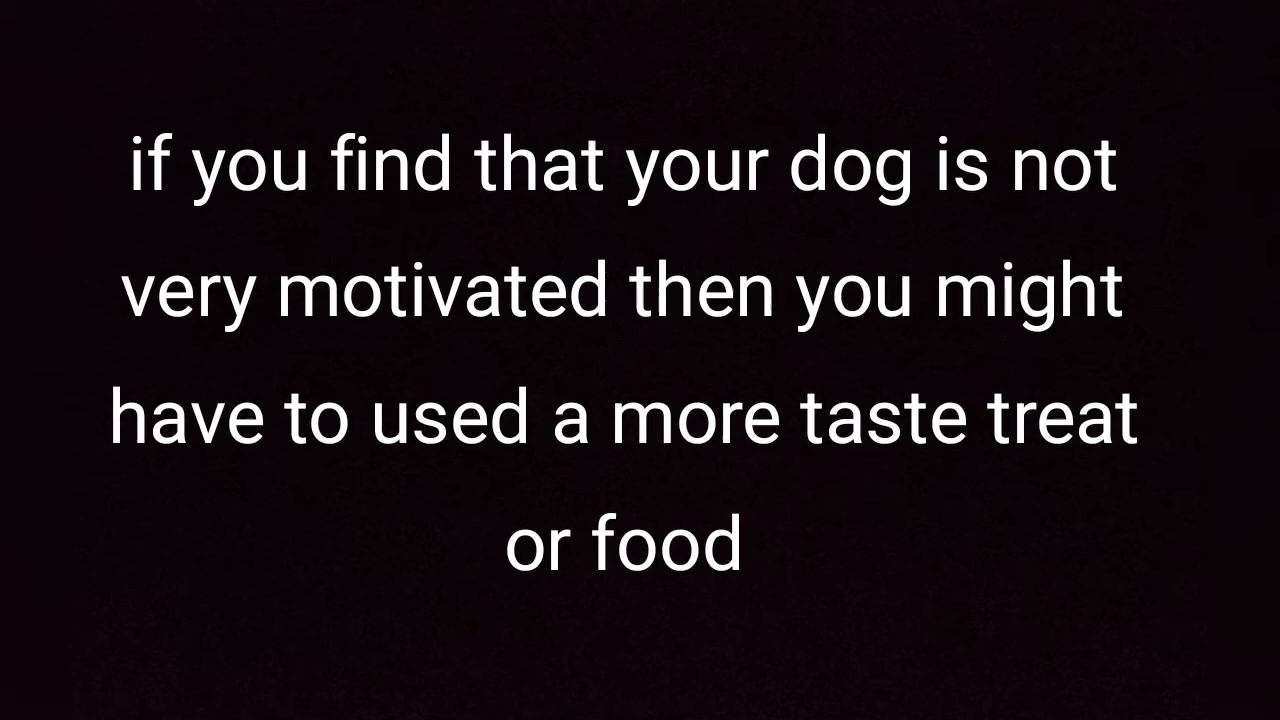 if you find that your dog is not
very motivated then you might
have to used a more taste treat
or food